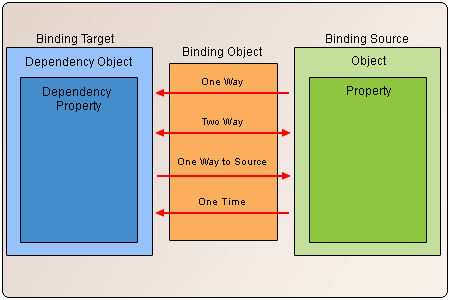 Binding Target
Binding Object
Binding Source
Dependency Object
Object
Dependency
Property
Property
One Way
Two Way
One Way to Source
One Time